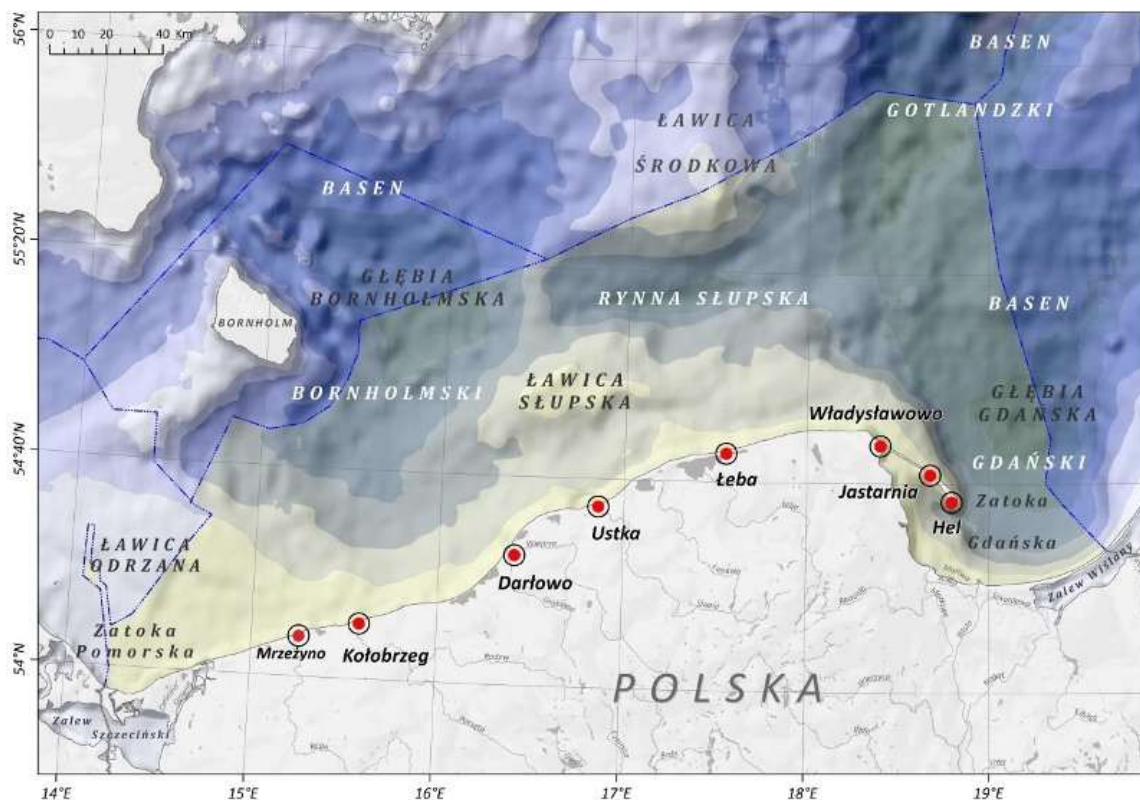 56°N
0 10 20 40 Km
BASEN
GOTLANDZKI
ŁAWICA
ŚRODKOWA
BASEN
55°20'N
GŁĘBIA
BORNHOLMSKA
RYNNA SŁUPSKA
BASEN
BORNHOLM
BORNHOLMSKI
ŁAWICA
SŁUPSKA
GŁĘBIA
GDAŃSKA
Władysławowo
54°40'N
Łeba
GDAŃSKI
Jastarnia
Zatoka
Hel
Ustka
Gdańska
ŁAWICA
ODRZANA
Darłowo
Zalew Wiślany
Zatoka
Pomorska
Mrzeżyno
Kołobrzeg
54°N
POLSKA
Zalew
Szczeciński
14°E 15°E 16°E 17°E 18°E 19°E